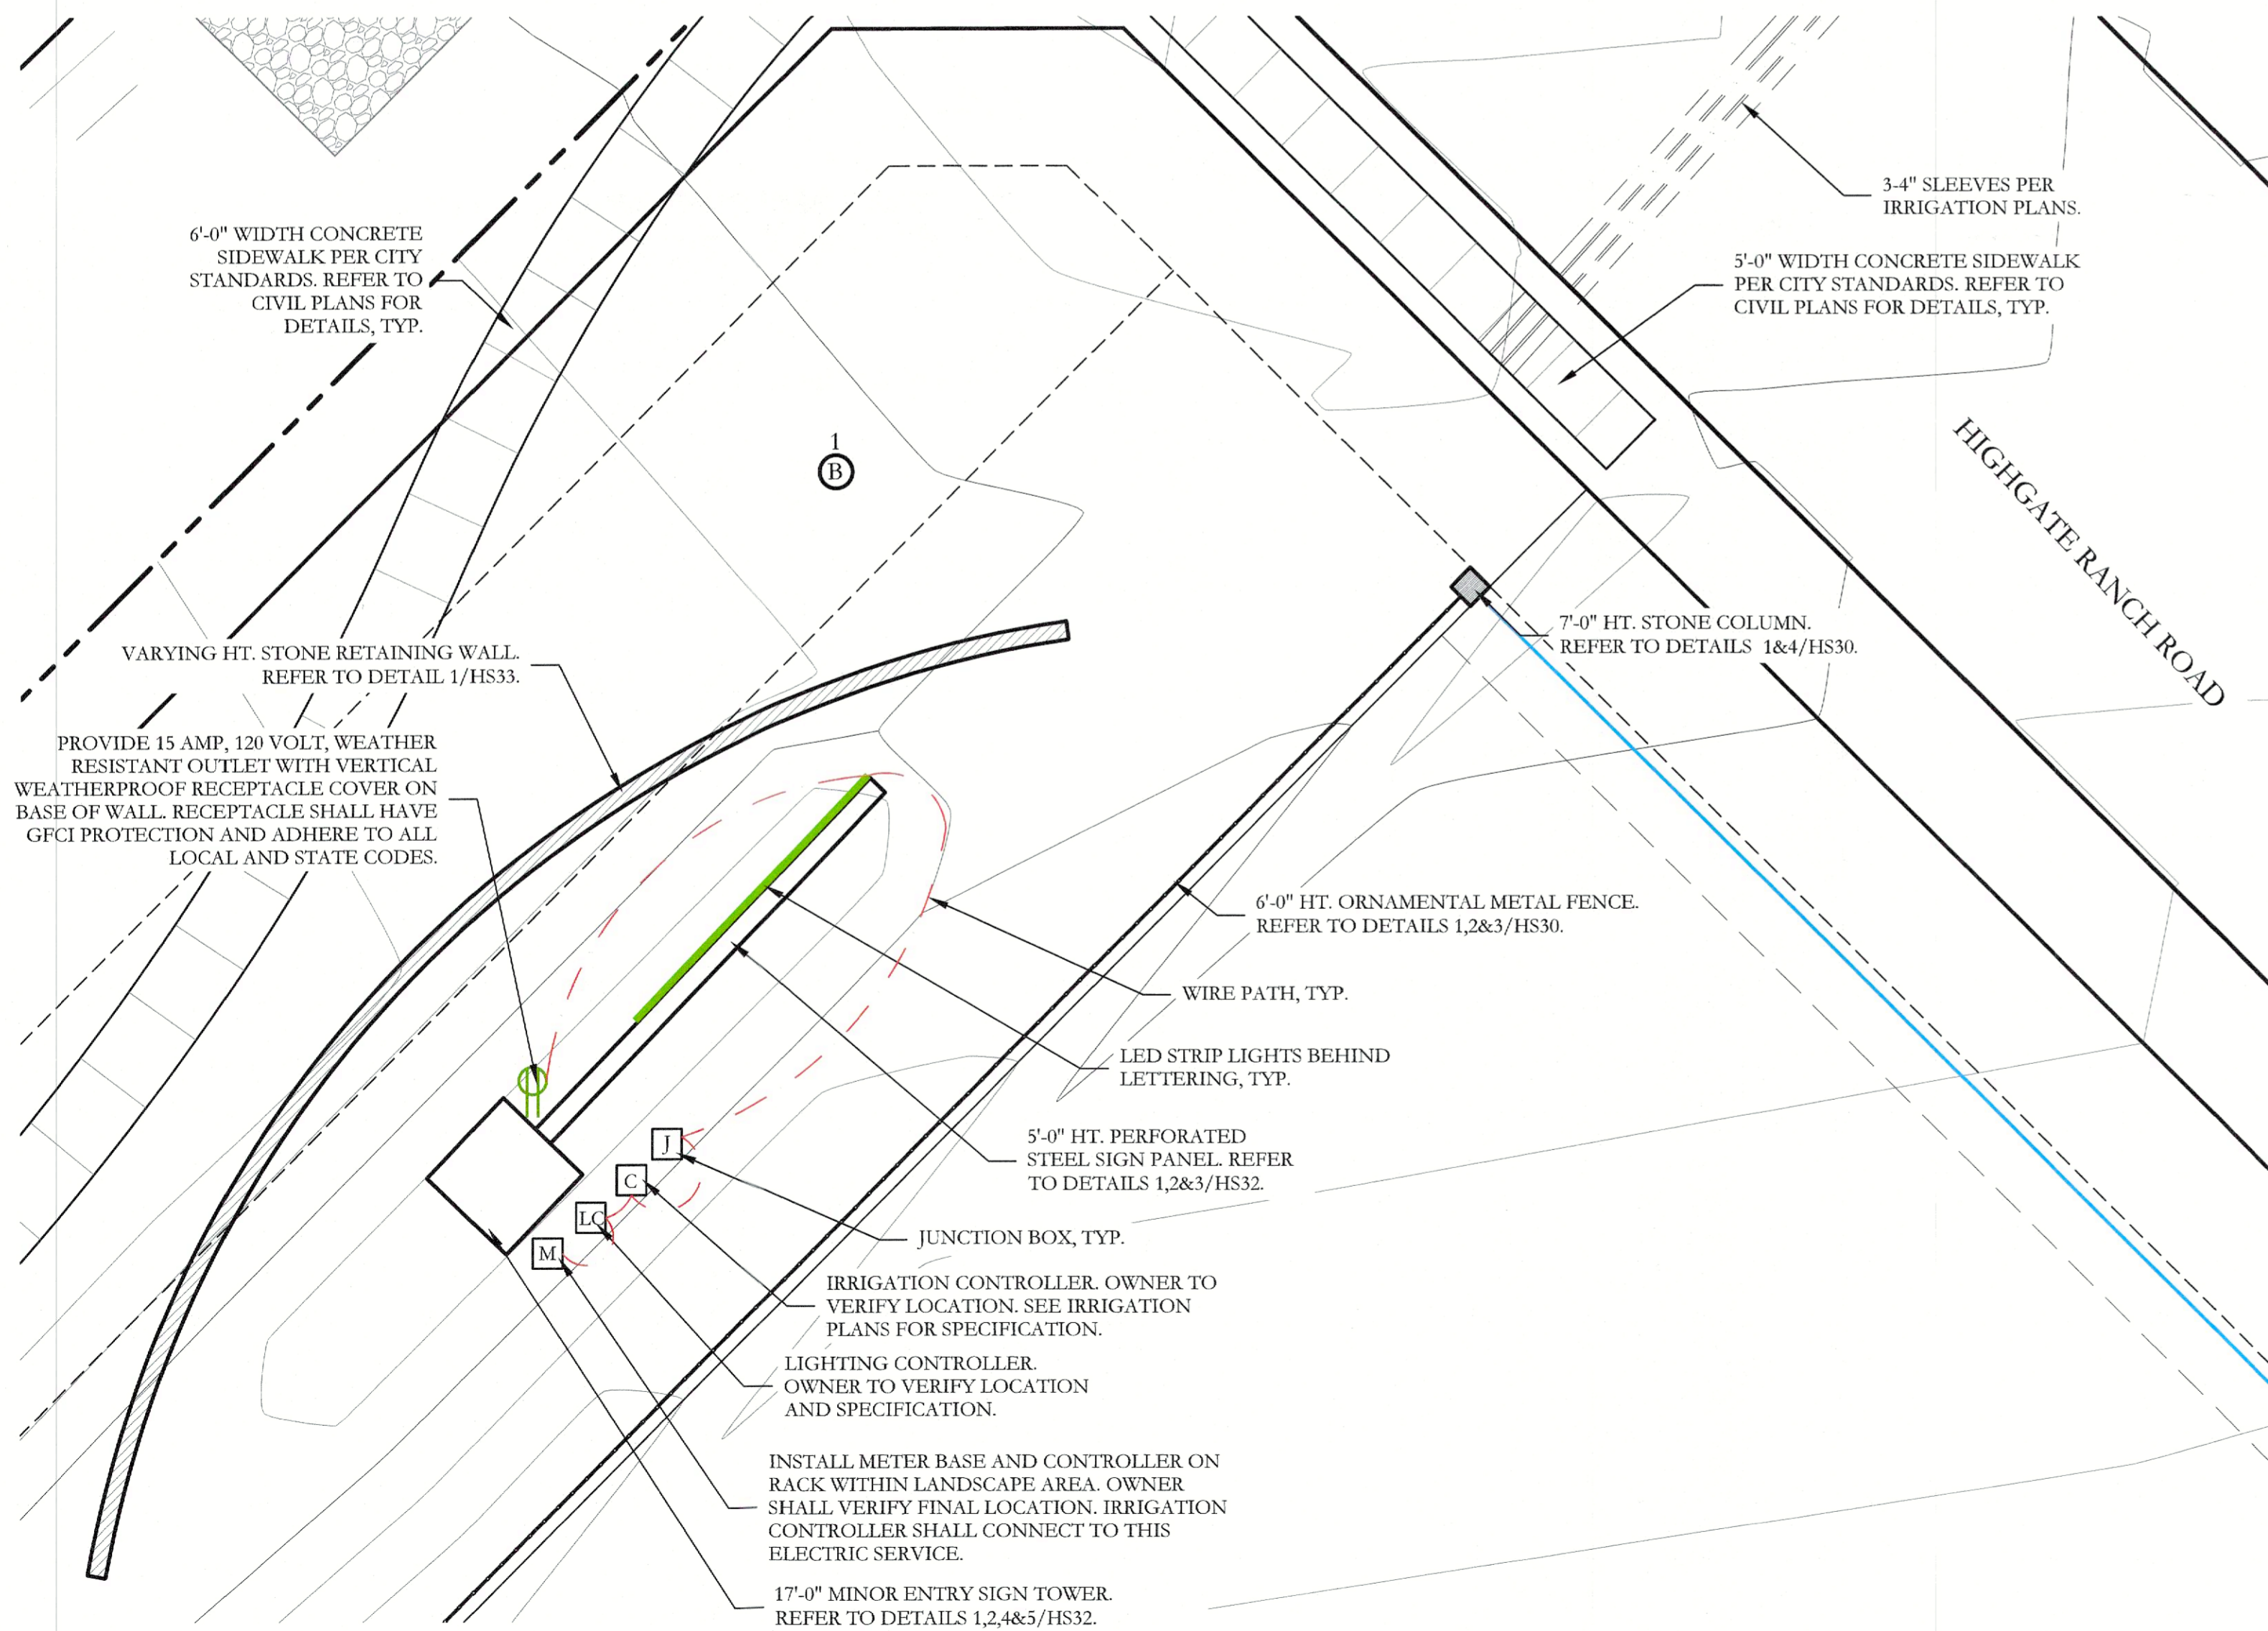 3-4" SLEEVES PER
IRRIGATION PLANS.
6'-0" WIDTH CONCRETE
SIDEWALK PER CITY
STANDARDS. REFER TO
CIVIL PLANS FOR
DETAILS, TYP.
5'-0" WIDTH CONCRETE SIDEWALK
PER CITY STANDARDS. REFER TO
CIVIL PLANS FOR DETAILS, TYP.
1
B
HIGHGATE RANCH ROAD
7'-0" HT. STONE COLUMN.
REFER TO DETAILS 1&4/HS30.
VARYING HT. STONE RETAINING WALL.
REFER TO DETAIL 1/HS33.
PROVIDE 15 AMP, 120 VOLT, WEATHER
RESISTANT OUTLET WITH VERTICAL
WEATHERPROOF RECEPTACLE COVER ON
BASE OF WALL. RECEPTACLE SHALL HAVE
GFCI PROTECTION AND ADHERE TO ALL
LOCAL AND STATE CODES.
6'-0" HT. ORNAMENTAL METAL FENCE.
REFER TO DETAILS 1,2&3/HS30.
WIRE PATH, TYP.
LED STRIP LIGHTS BEHIND
LETTERING, TYP.
5'-0" HT. PERFORATED
STEEL SIGN PANEL. REFER
TO DETAILS 1,2&3/HS32.
J
C
LC
M
JUNCTION BOX, TYP.
IRRIGATION CONTROLLER. OWNER TO
VERIFY LOCATION. SEE IRRIGATION
PLANS FOR SPECIFICATION.
LIGHTING CONTROLLER.
OWNER TO VERIFY LOCATION
AND SPECIFICATION.
INSTALL METER BASE AND CONTROLLER ON
RACK WITHIN LANDSCAPE AREA. OWNER
SHALL VERIFY FINAL LOCATION. IRRIGATION
CONTROLLER SHALL CONNECT TO THIS
ELECTRIC SERVICE.
17'-0" MINOR ENTRY SIGN TOWER.
REFER TO DETAILS 1,2,4&5/HS32.